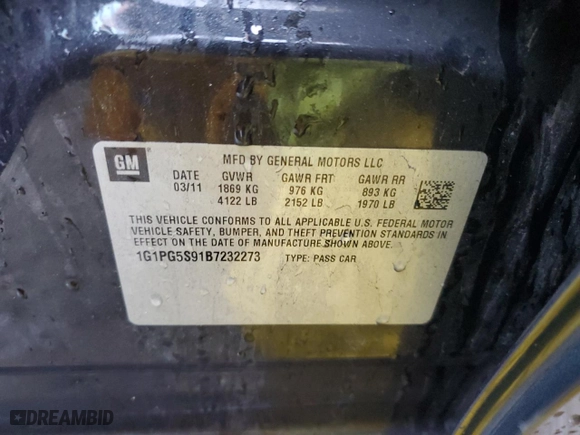 GM
MFD BY GENERAL MOTORS LLC
DATE GVWR GAWR FRT GAWR RR
03/11 1869 KG 976 KG 893 KG
4122 LB 2152 LB 1970 LB
THIS VEHICLE CONFORMS TO ALL APPLICABLE U.S. FEDERAL MOTOR
VEHICLE SAFETY, BUMPER, AND THEFT PREVENTION STANDARDS IN
EFFECT ON THE DATE OF MANUFACTURE SHOWN ABOVE.
1G1PG5S91B7232273 TYPE: PASS CAR
DREAMBID